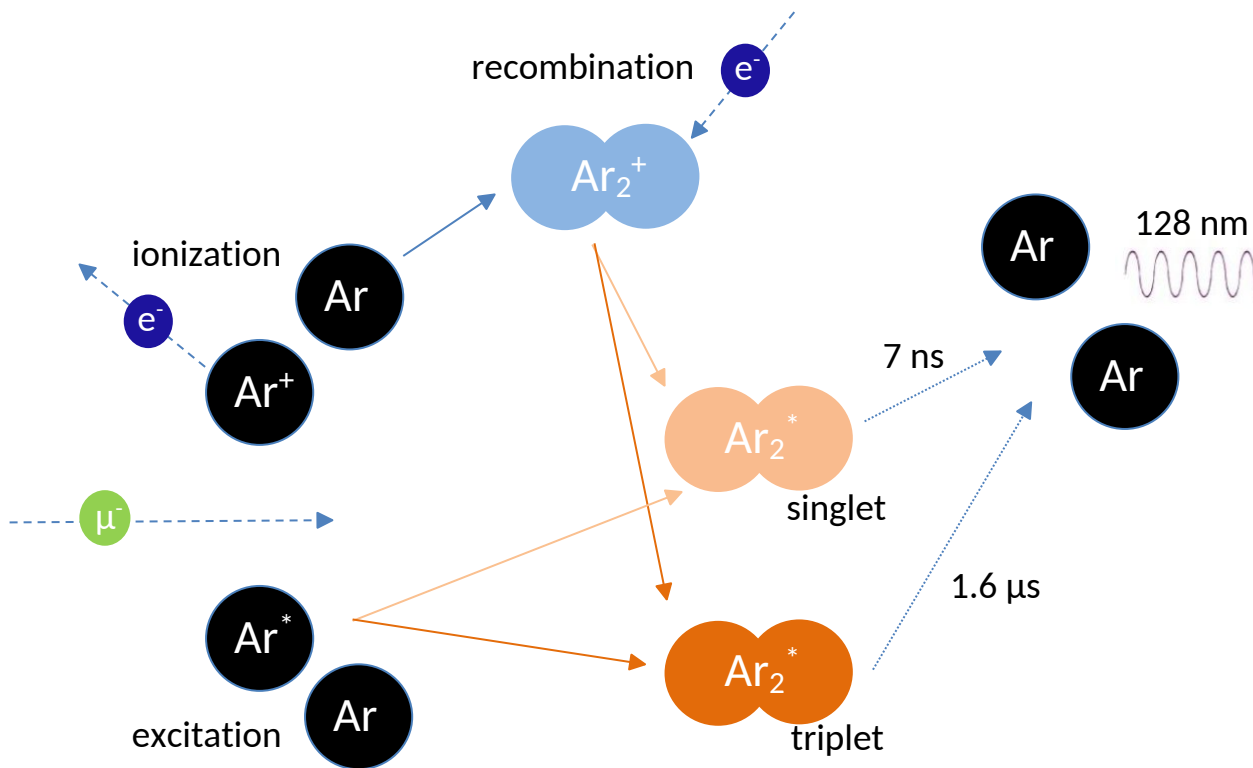 recombination
e⁻
Ar₂⁺
ionization
Ar
e⁻
Ar⁺
Ar
128 nm
Ar
7 ns
Ar₂*
singlet
μ⁻
1.6 μs
Ar*
Ar
excitation
Ar₂*
triplet